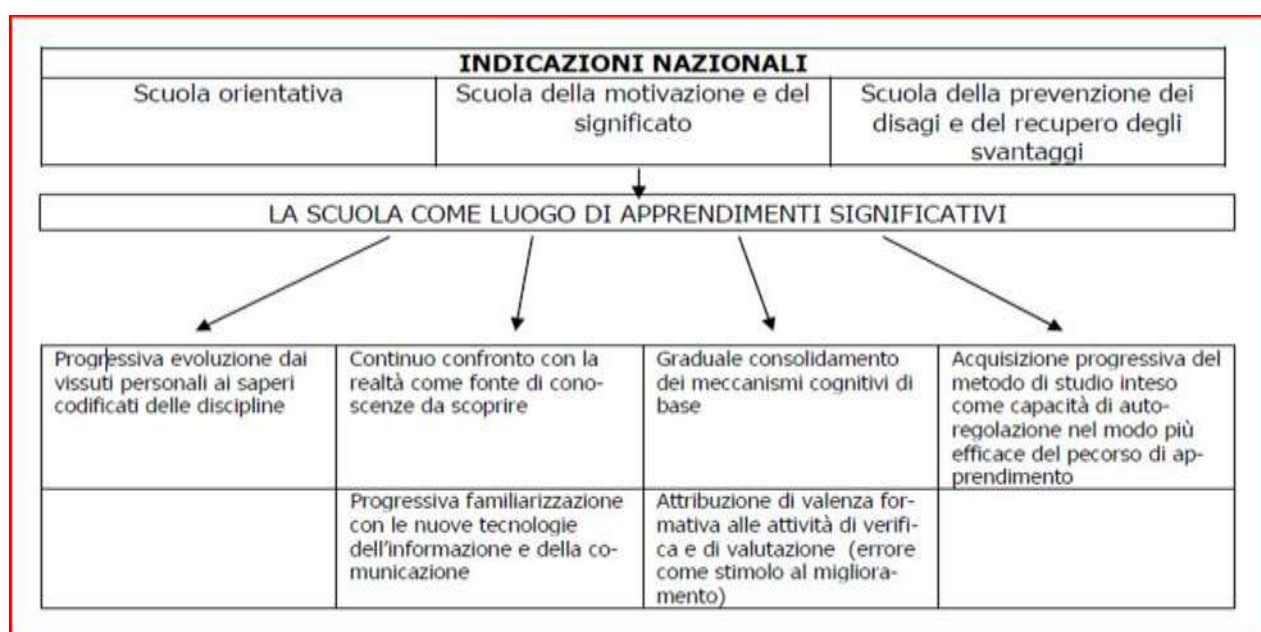 INDICAZIONI NAZIONALI
Scuola orientativa
Scuola della motivazione e del
significato
Scuola della prevenzione dei
disagi e del recupero degli
svantaggi
LA SCUOLA COME LUOGO DI APPRENDIMENTI SIGNIFICATIVI
Progressiva evoluzione dai
vissuti personali ai saperi
codificati delle discipline
Continuo confronto con la
realtà come fonte di cono-
scenze da scoprire
Graduale consolidamento
dei meccanismi cognitivi di
base
Acquisizione progressiva del
metodo di studio inteso
come capacità di auto-
regolazione nel modo più
efficace del pecorso di ap-
prendimento
Progressiva familiarizzazione
con le nuove tecnologie
dell'informazione e della co-
municazione
Attribuzione di valenza for-
mativa alle attività di verifi-
ca e di valutazione (errore
come stimolo al migliora-
mento)